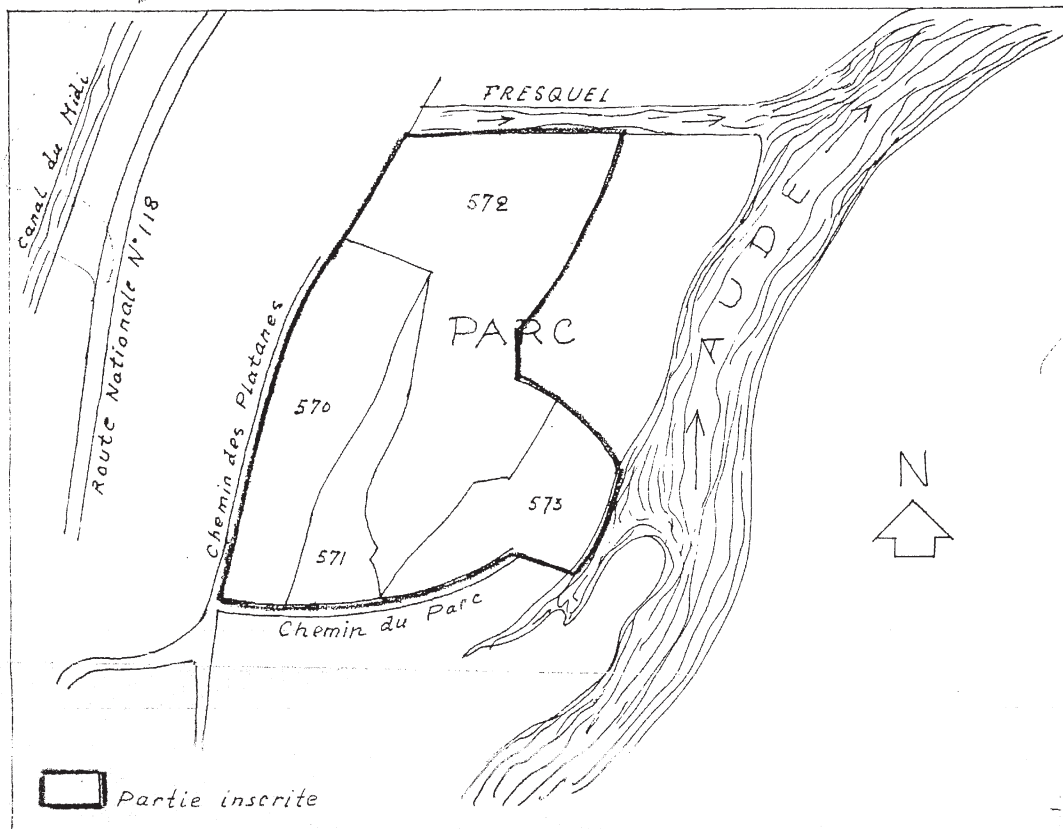 FRESQUEL
Canal du Midi
Route Nationale N° 118
572
AUDE
PARC
Chemin des Platanes
570
N
573
571
Chemin du Parc
Partie inscrite